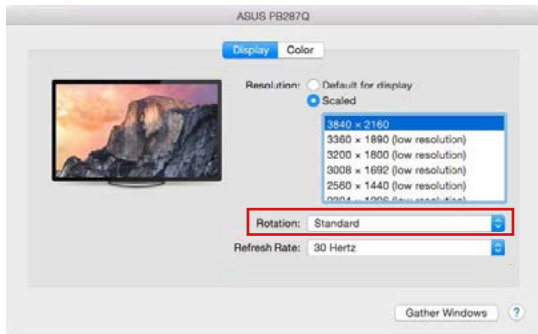 ASUS PB287Q
Display Color
Resolution: Default for display
Scaled
3840 × 2160
3360 × 1890 (low resolution)
3200 × 1800 (low resolution)
3008 × 1692 (low resolution)
2560 × 1440 (low resolution)
Rotation: Standard
Refresh Rate: 30 Hertz
Gather Windows ?